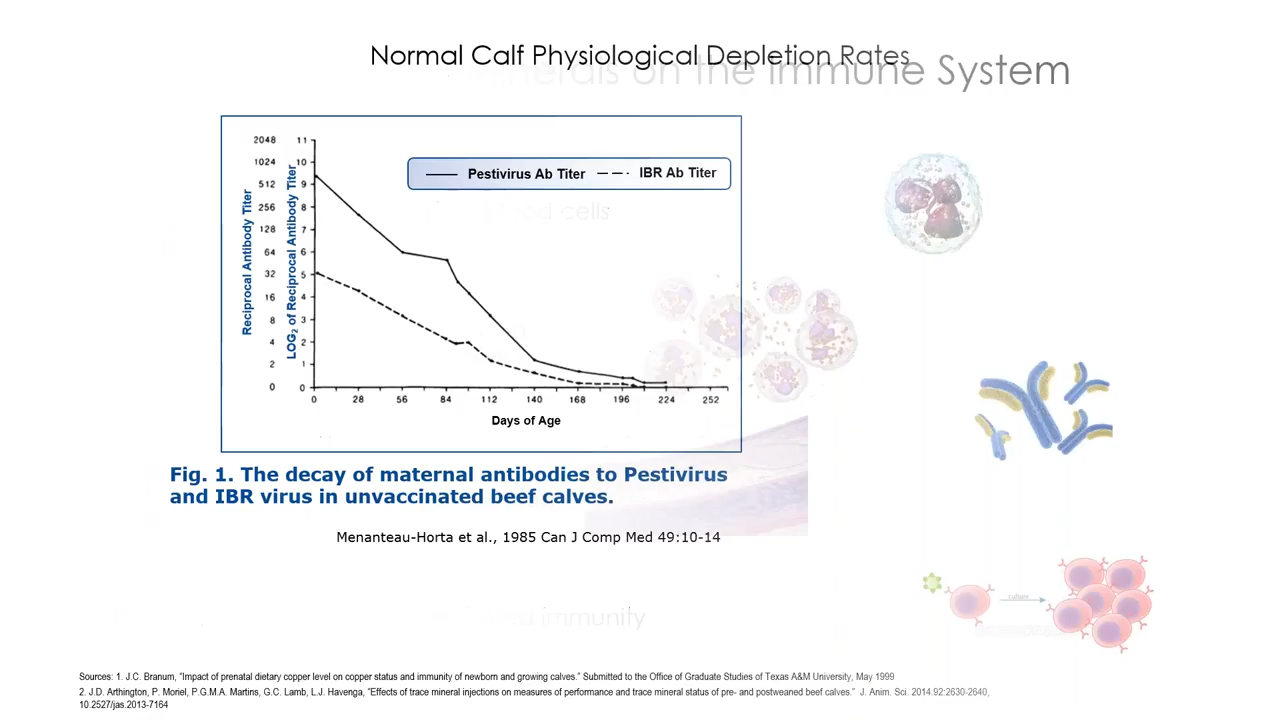 Normal Calf Physiological Depletion Rates
on the Immune System
2048
1024
512
256
128
64
32
16
8
4
2
0
Reciprocal Antibody Titer
11
10
9
8
7
6
5
4
3
2
1
0
LOG2 of Reciprocal Antibody Titer
Pestivirus Ab Titer
IBR Ab Titer
cells
0 28 56 84 112 140 168 196 224 252
Days of Age
Fig. 1. The decay of maternal antibodies to Pestivirus
and IBR virus in unvaccinated beef calves.
Menanteau-Horta et al., 1985 Can J Comp Med 49:10-14
culture
immunity
Sources: 1. J.C. Branum, “Impact of prenatal dietary copper level on copper status and immunity of newborn and growing calves.” Submitted to the Office of Graduate Studies of Texas A&M University, May 1999
2. J.D. Arthington, P. Moriel, P.G.M.A. Martins, G.C. Lamb, L.J. Havenga, “Effects of trace mineral injections on measures of performance and trace mineral status of pre- and postweaned beef calves.” J. Anim. Sci. 2014.92:2630-2640,
10.2527/jas.2013-7164